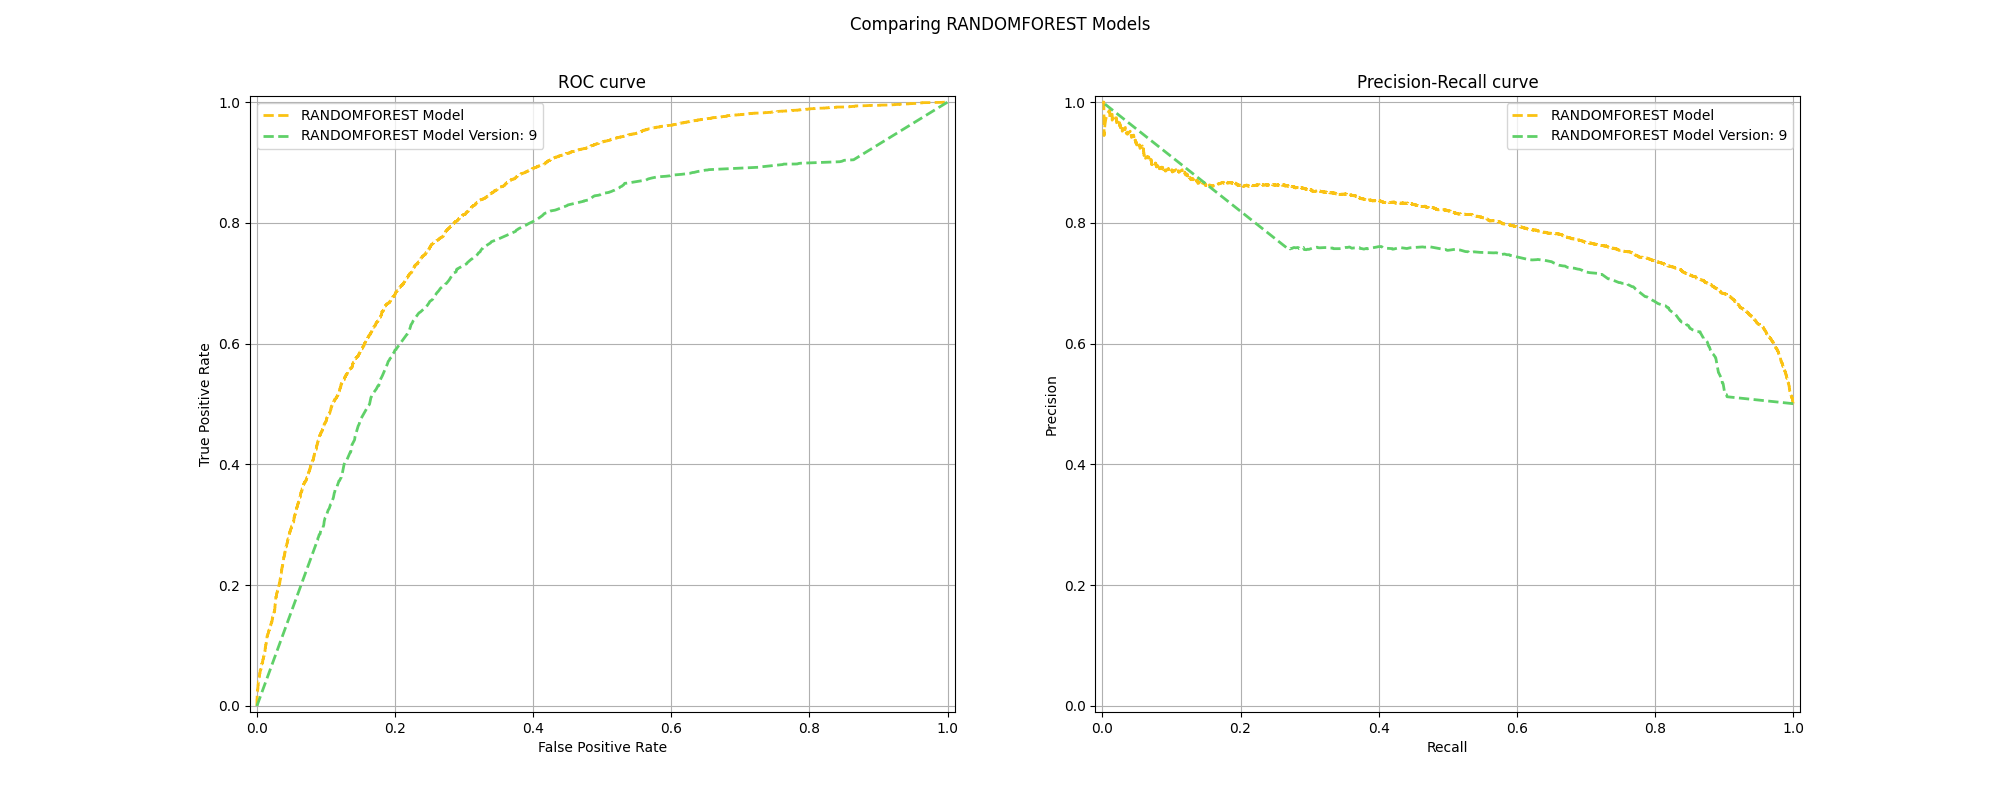 Comparing RANDOMFOREST Models
ROC curve
RANDOMFOREST Model
RANDOMFOREST Model Version: 9
True Positive Rate
1.0
0.8
0.6
0.4
0.2
0.0
0.0 0.2 0.4 0.6 0.8 1.0
False Positive Rate
Precision-Recall curve
RANDOMFOREST Model
RANDOMFOREST Model Version: 9
Precision
1.0
0.8
0.6
0.4
0.2
0.0
0.0 0.2 0.4 0.6 0.8 1.0
Recall